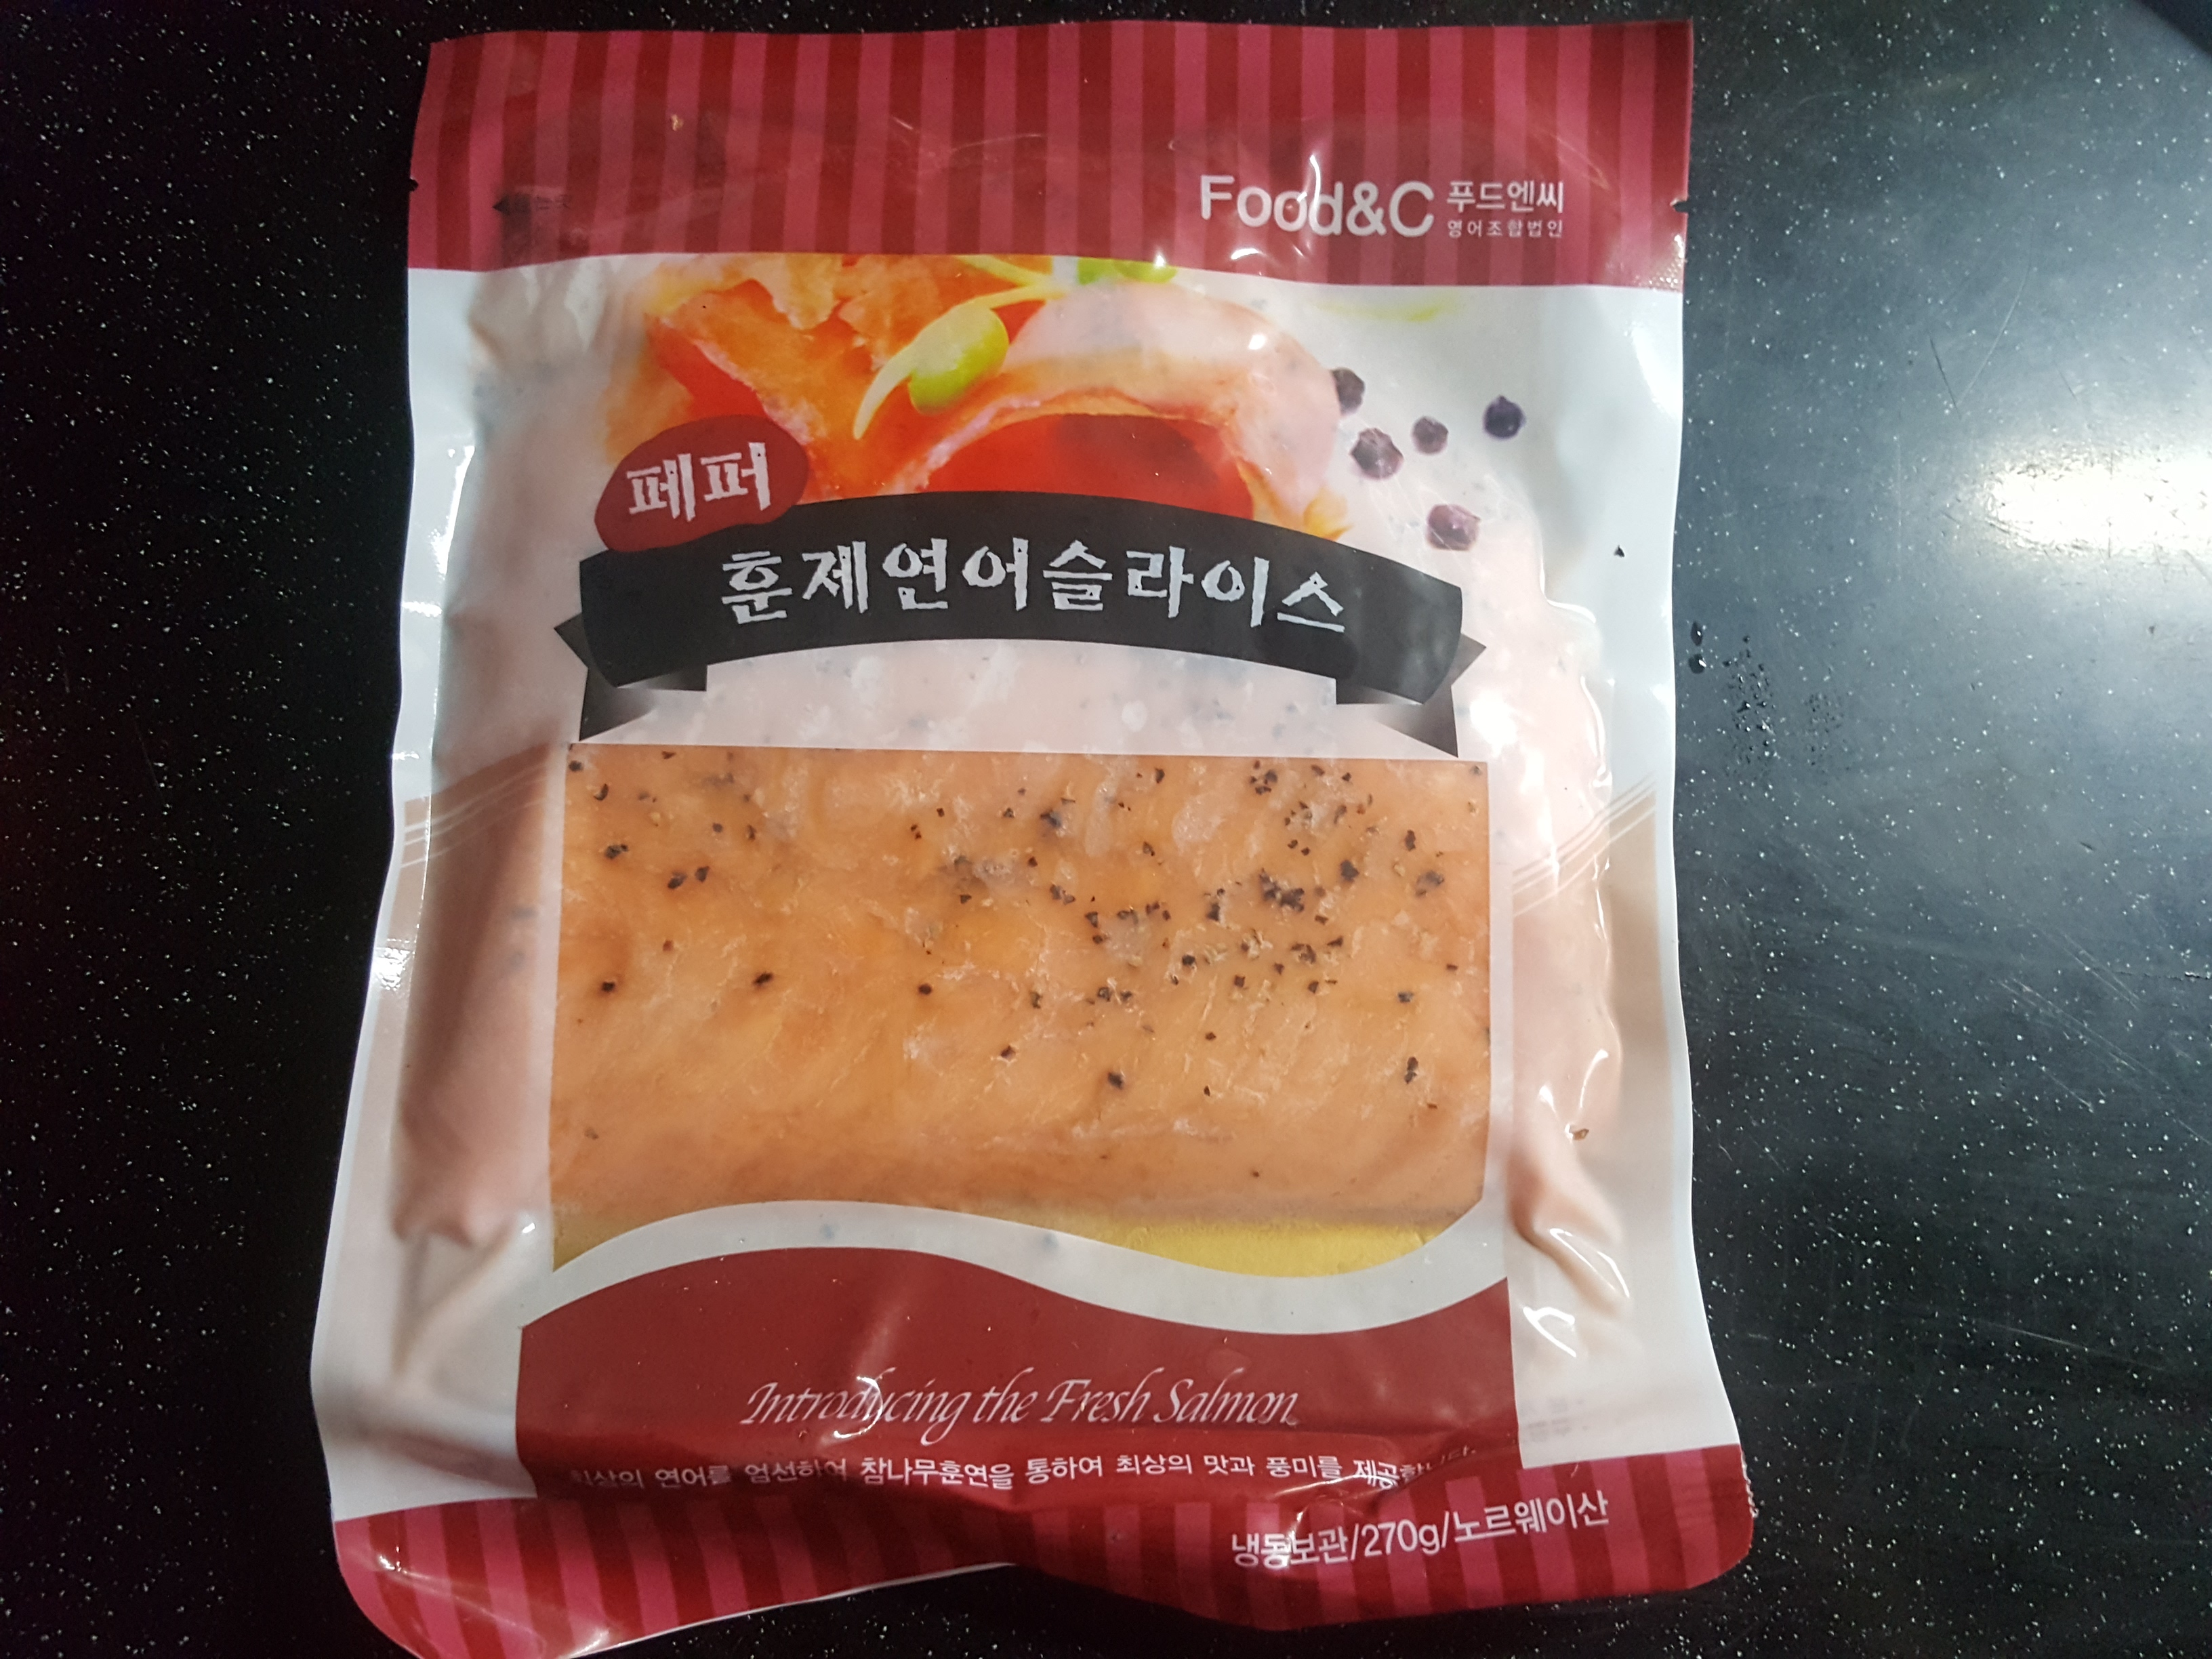 Food&C 푸드엔씨
영어조합법인
페퍼
훈제연어슬라이스
Introducing the Fresh Salmon
최상의 연어를 엄선하여 참나무훈연을 통하여 최상의 맛과 풍미를 제공합니다.
냉동보관/270g/노르웨이산